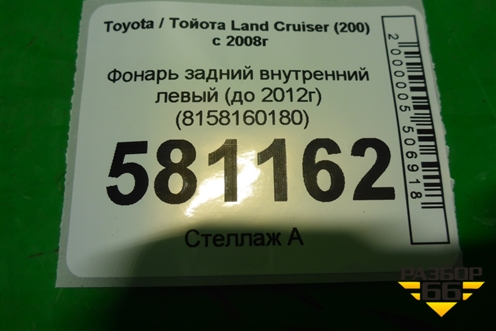 Toyota / Тойота Land Cruiser (200)
с 2008г
Фонарь задний внутренний
левый (до 2012г)
(8158160180)
581162
Стеллаж А
2000005506918
РАЗБОР
66